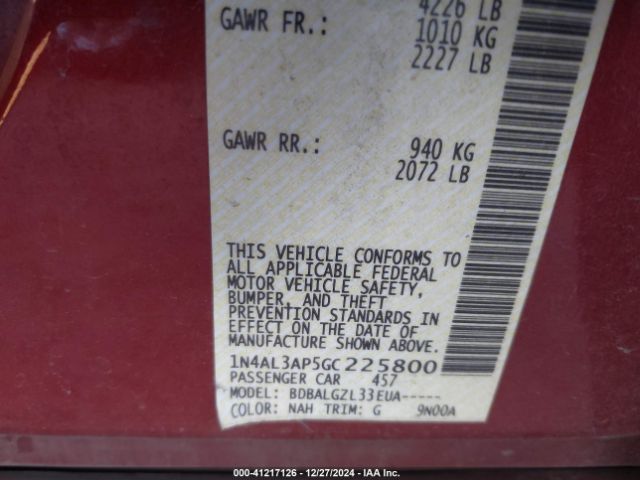 4226 LB
GAWR FR.: 1010 KG
2227 LB
GAWR RR.: 940 KG
2072 LB
THIS VEHICLE CONFORMS TO
ALL APPLICABLE FEDERAL
MOTOR VEHICLE SAFETY,
BUMPER, AND THEFT
PREVENTION STANDARDS IN
EFFECT ON THE DATE OF
MANUFACTURE SHOWN ABOVE.
1N4AL3AP5GC225800
PASSENGER CAR 457
MODEL: BDBALGZL33EUA-----
COLOR: NAH TRIM: G 9N00A
000-41217126 - 12/27/2024 - IAA Inc.